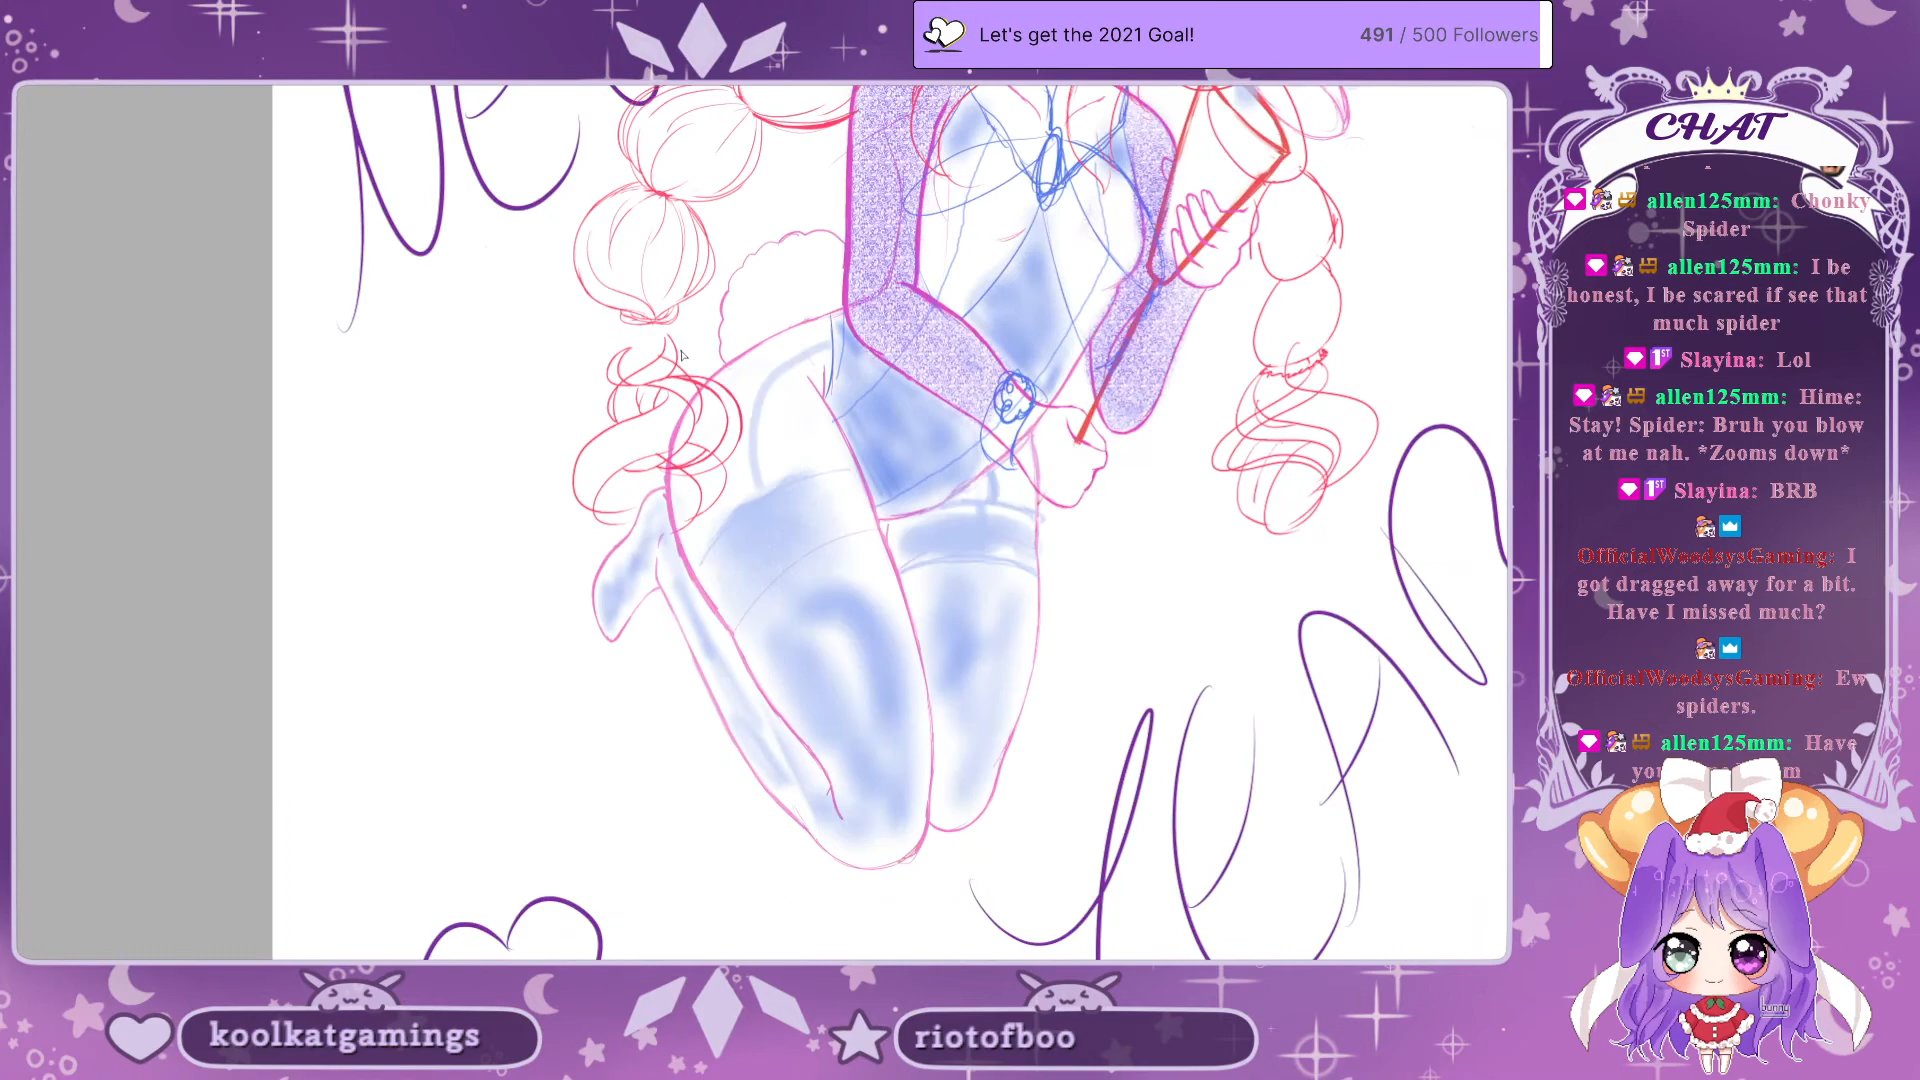 Let's get the 2021 Goal!
491 / 500 Followers
CHAT
allen125mm: Chonky
Spider
allen125mm: I be
honest, I be scared if see that
much spider
Slayina: Lol
allen125mm: Hime:
Stay! Spider: Bruh you blow
at me nah. *Zooms down*
Slayina: BRB
OfficialWoodsysGaming: I
got dragged away for a bit.
Have I missed much?
OfficialWoodsysGaming: Ew
spiders.
allen125mm: Have
bunny
koolkatgamings
riotofboo